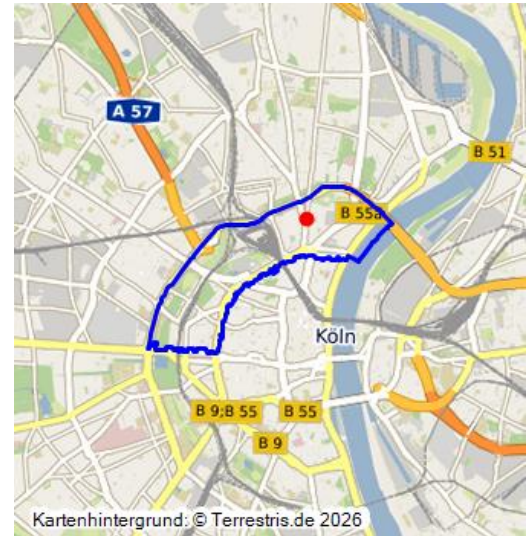 A 57
B 51
B 55a
Köln
B 9;B 55
B 55
B 9
Kartenhintergrund: © Terrestris.de 2026